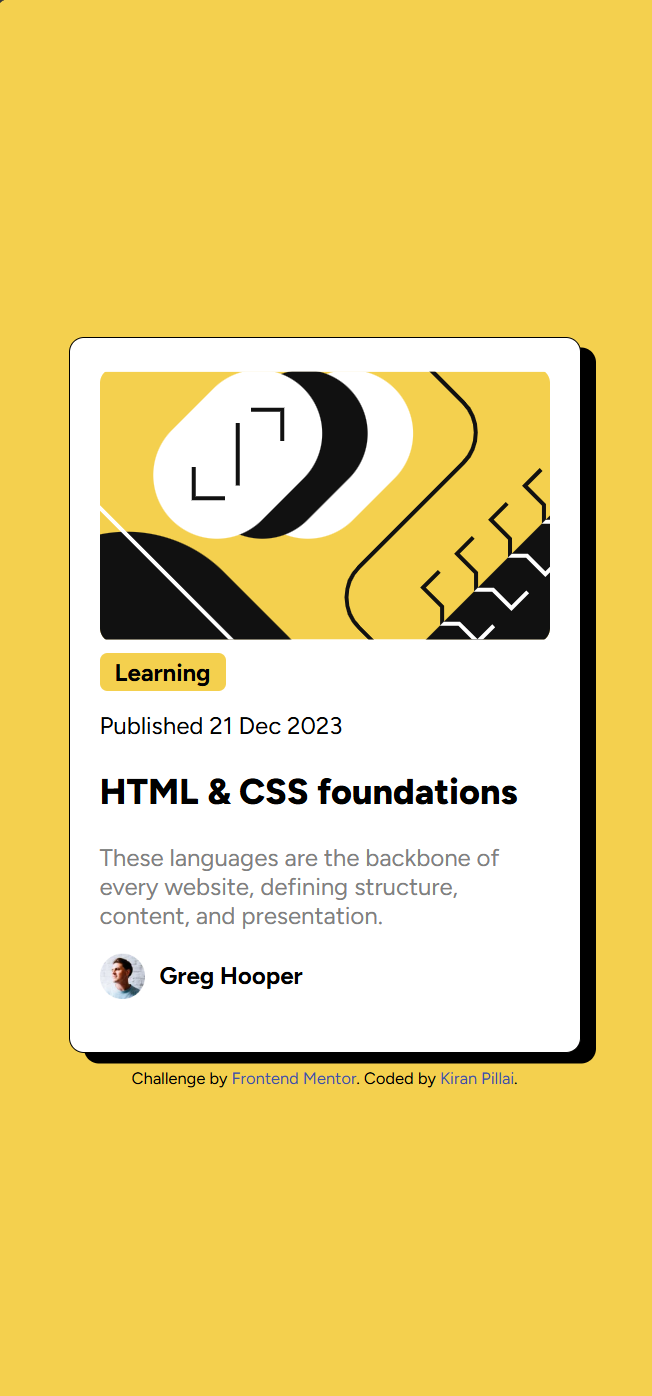 Learning
Published 21 Dec 2023
HTML & CSS foundations
These languages are the backbone of
every website, defining structure,
content, and presentation.
Greg Hooper
Challenge by Frontend Mentor. Coded by Kiran Pillai.